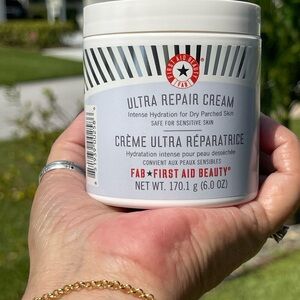 FIRST AID BEAUTY
FAB
ULTRA REPAIR CREAM
Intense Hydration for Dry Parched Skin
SAFE FOR SENSITIVE SKIN
CRÈME ULTRA RÉPARATRICE
Hydratation intense pour peau desséchée
CONVIENT AUX PEAUX SENSIBLES
FAB★FIRST AID BEAUTY®
NET WT. 170.1 g (6.0 OZ)